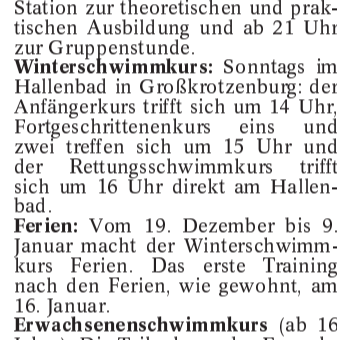 Station zur theoretischen und prak-
tischen Ausbildung und ab 21 Uhr
zur Gruppenstunde.
Winterschwimmkurs: Sonntags im
Hallenbad in Großkrotzenburg: der
Anfängerkurs trifft sich um 14 Uhr,
Fortgeschrittenenkurs eins und
zwei treffen sich um 15 Uhr und
der Rettungsschwimmkurs trifft
sich um 16 Uhr direkt am Hallen-
bad.
Ferien: Vom 19. Dezember bis 9.
Januar macht der Winterschwimm-
kurs Ferien. Das erste Training
nach den Ferien, wie gewohnt, am
16. Januar.
Erwachsenenschwimmkurs (ab 16